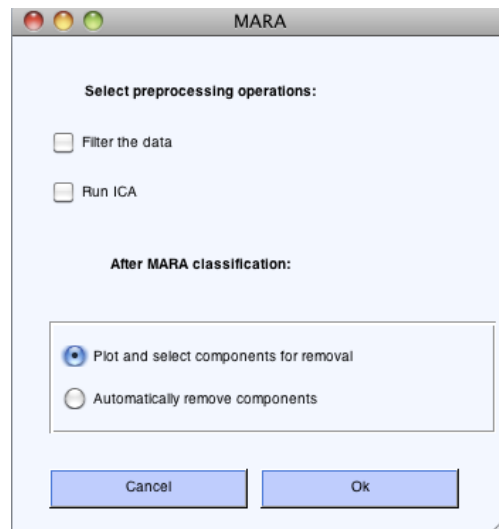 MARA
Select preprocessing operations:
Filter the data
Run ICA
After MARA classification:
Plot and select components for removal
Automatically remove components
Cancel
Ok